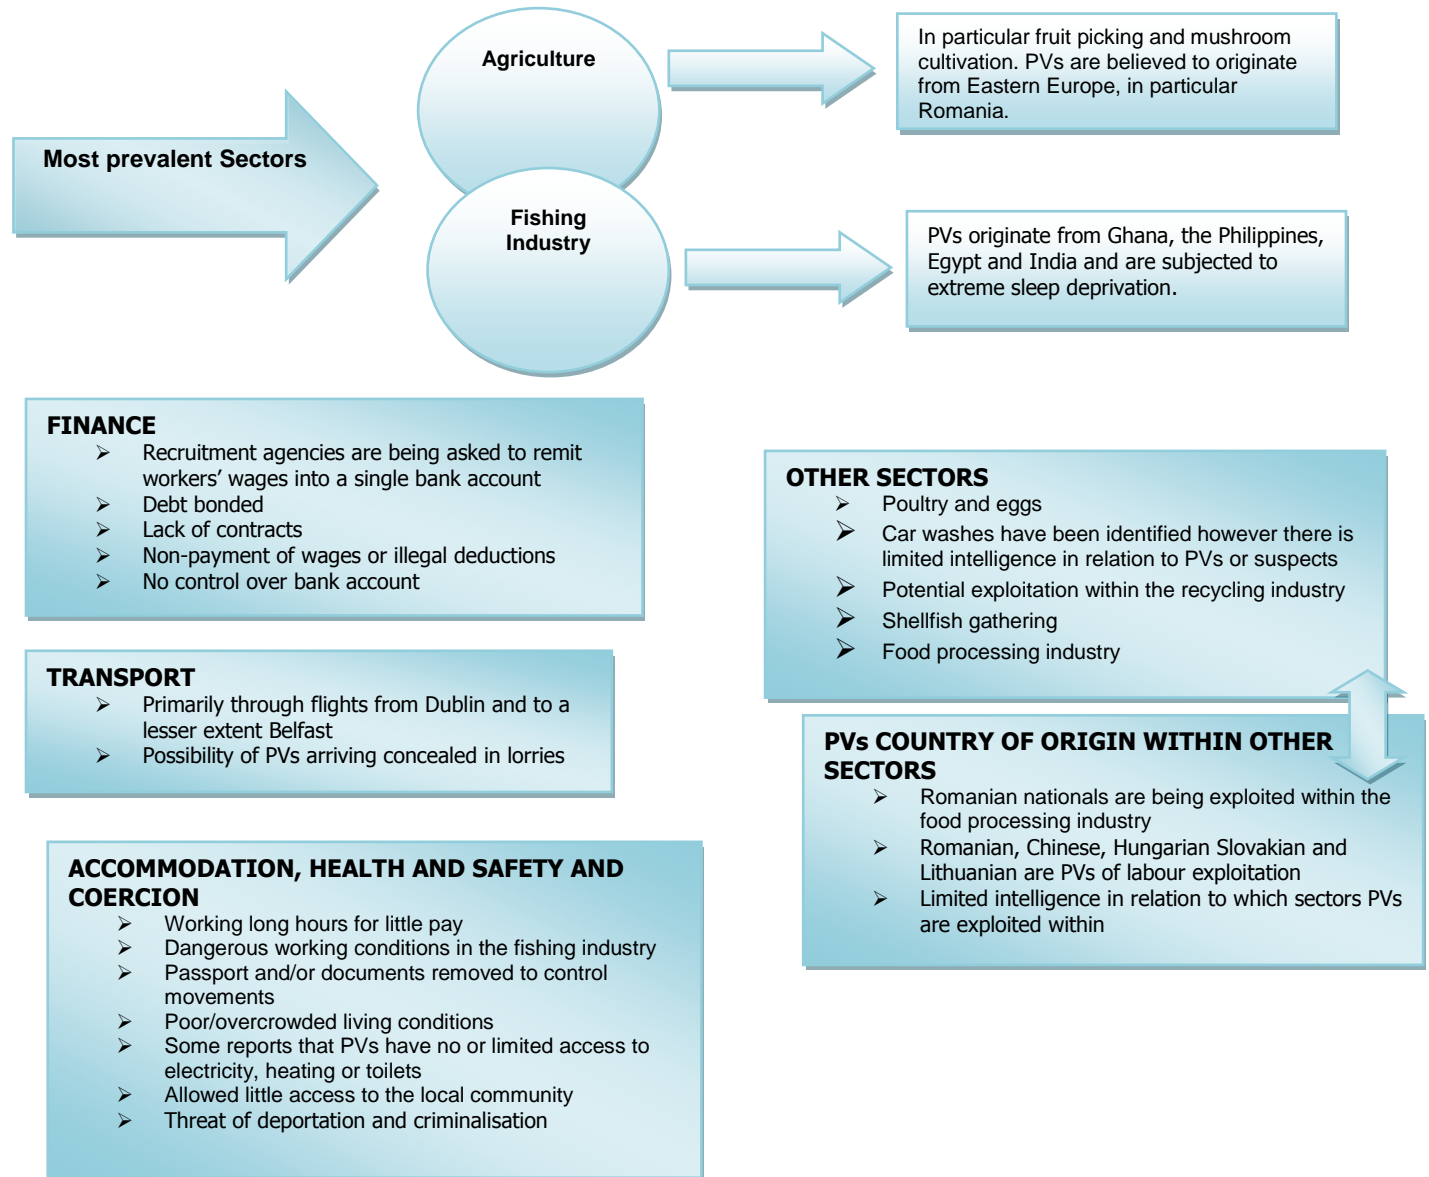 Most prevalent Sectors
Agriculture
In particular fruit picking and mushroom
cultivation. PVs are believed to originate
from Eastern Europe, in particular
Romania.
Fishing
Industry
PVs originate from Ghana, the Philippines,
Egypt and India and are subjected to
extreme sleep deprivation.
FINANCE
➢ Recruitment agencies are being asked to remit
workers’ wages into a single bank account
➢ Debt bonded
➢ Lack of contracts
➢ Non-payment of wages or illegal deductions
➢ No control over bank account
TRANSPORT
➢ Primarily through flights from Dublin and to a
lesser extent Belfast
➢ Possibility of PVs arriving concealed in lorries
ACCOMMODATION, HEALTH AND SAFETY AND
COERCION
➢ Working long hours for little pay
➢ Dangerous working conditions in the fishing industry
➢ Passport and/or documents removed to control
movements
➢ Poor/overcrowded living conditions
➢ Some reports that PVs have no or limited access to
electricity, heating or toilets
➢ Allowed little access to the local community
➢ Threat of deportation and criminalisation
OTHER SECTORS
➢ Poultry and eggs
➢ Car washes have been identified however there is
limited intelligence in relation to PVs or suspects
➢ Potential exploitation within the recycling industry
➢ Shellfish gathering
➢ Food processing industry
PVs COUNTRY OF ORIGIN WITHIN OTHER
SECTORS
➢ Romanian nationals are being exploited within the
food processing industry
➢ Romanian, Chinese, Hungarian Slovakian and
Lithuanian are PVs of labour exploitation
➢ Limited intelligence in relation to which sectors PVs
are exploited within